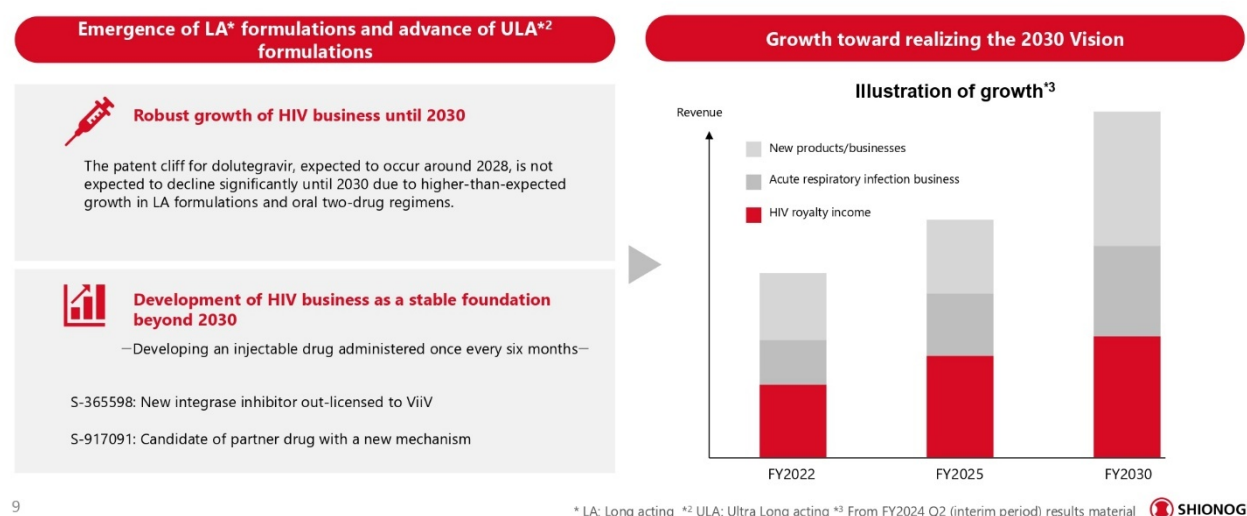 Emergence of LA* formulations and advance of ULA*2
formulations
Robust growth of HIV business until 2030
The patent cliff for dolutegravir, expected to occur around 2028, is not
expected to decline significantly until 2030 due to higher-than-expected
growth in LA formulations and oral two-drug regimens.
Development of HIV business as a stable foundation
beyond 2030
—Developing an injectable drug administered once every six months—
S-365598: New integrase inhibitor out-licensed to ViiV
S-917091: Candidate of partner drug with a new mechanism
Growth toward realizing the 2030 Vision
Illustration of growth*3
Revenue
New products/businesses
Acute respiratory infection business
HIV royalty income
FY2022 FY2025 FY2030
9
* LA: Long acting *2 ULA: Ultra Long acting *3 From FY2024 Q2 (interim period) results material
SHIONOG